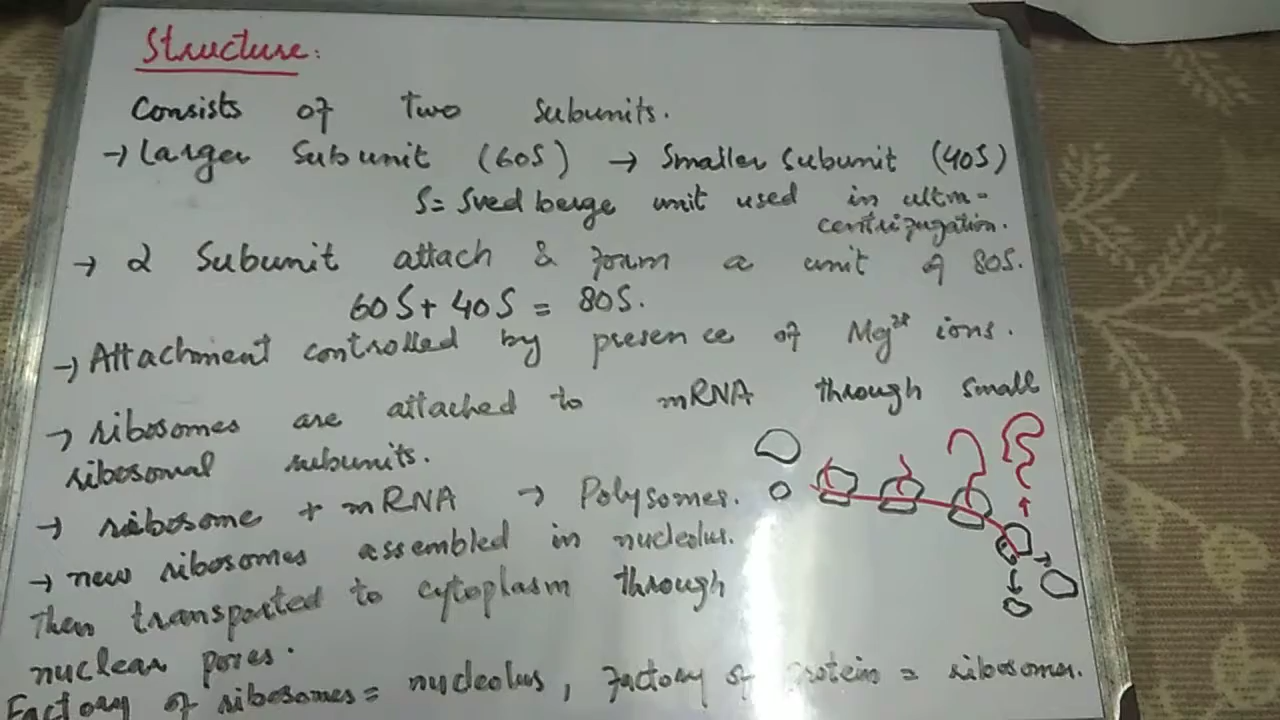 Structure:
Consists of two subunits.
→ Larger Subunit (60S) → Smaller Subunit (40S)
S= Svedberge unit used in ultra-
centrifugation.
→ 2 Subunit attach & form a unit of 80S.
60S + 40S = 80S.
→ Attachment controlled by presence of Mg²⁺ ions.
→ ribosomes are attached to mRNA through small
ribosomal subunits.
→ ribosome + mRNA → Polysomes.
→ new ribosomes assembled in nucleolus.
Then transported to cytoplasm through
nuclear pores.
Factory of ribosomes = nucleolus, Factory of protein = ribosomes.